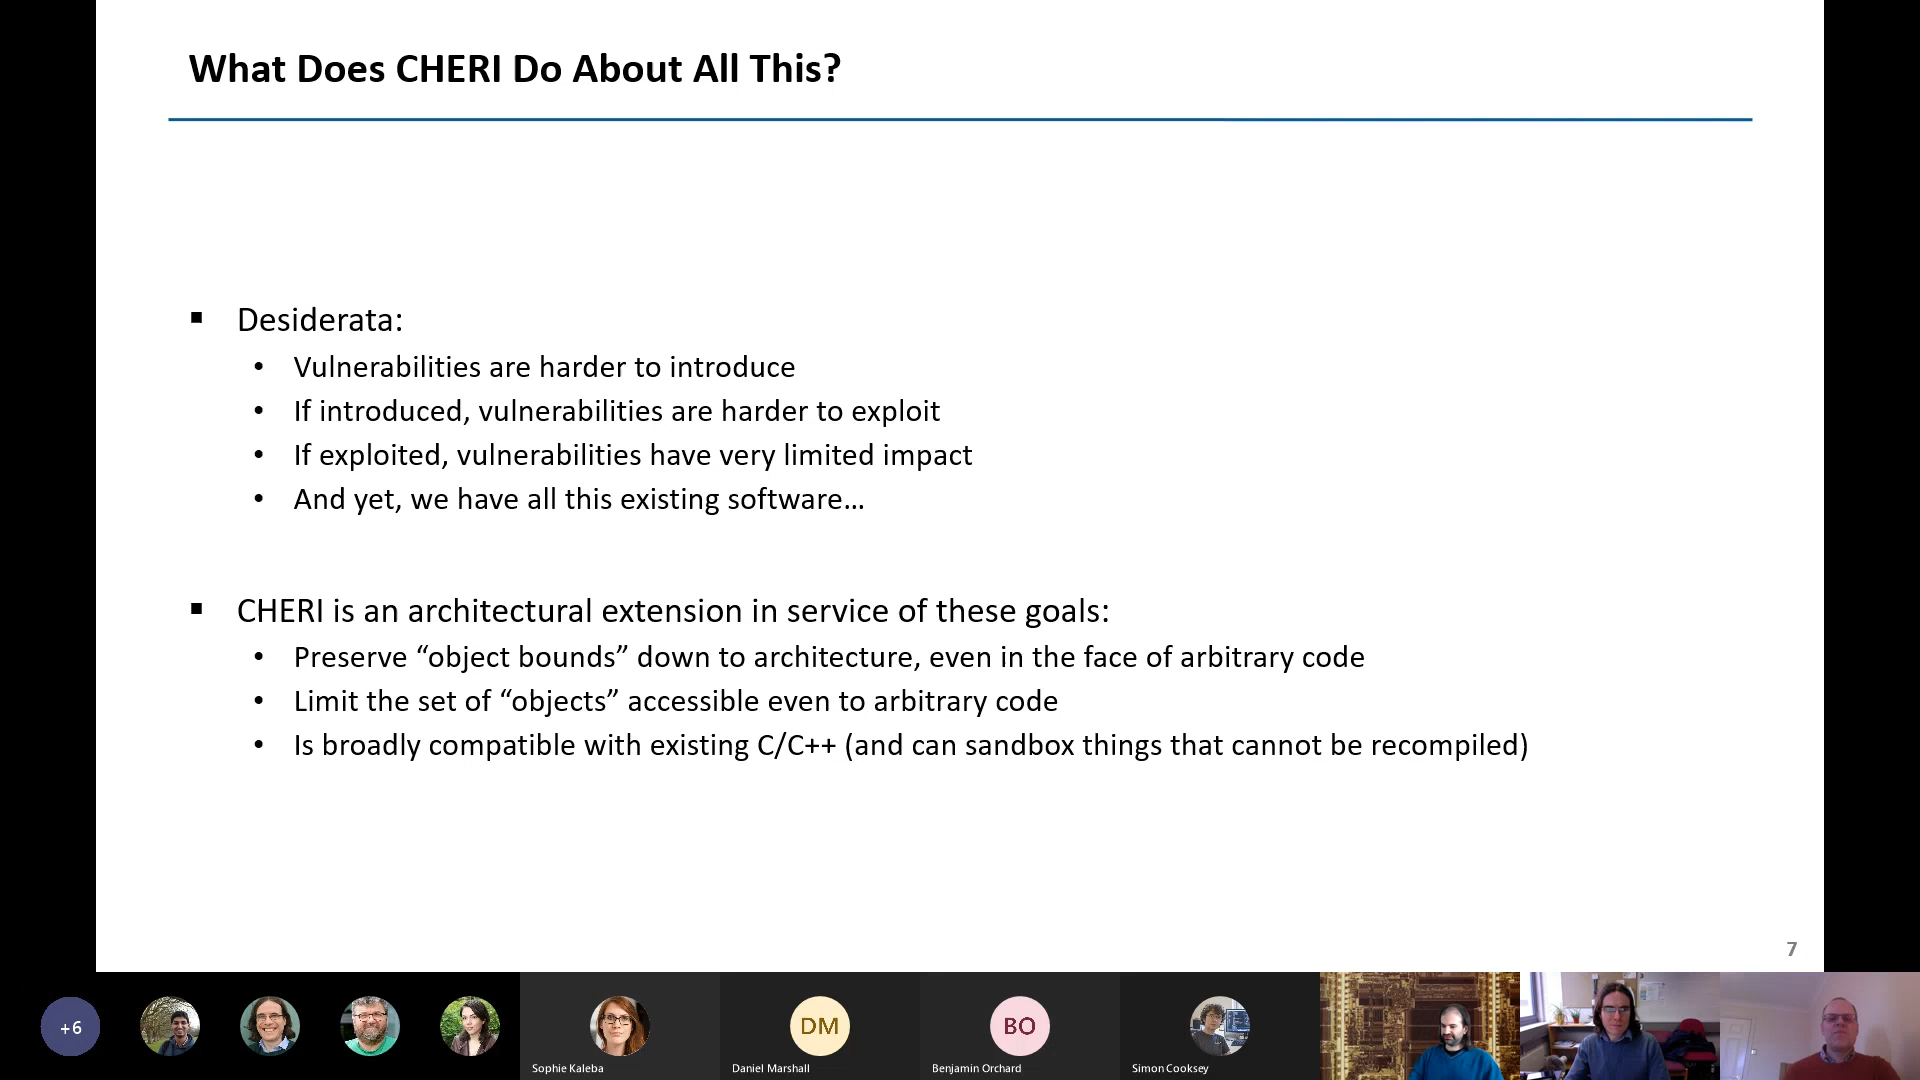 What Does CHERI Do About All This?
▪ Desiderata:
• Vulnerabilities are harder to introduce
• If introduced, vulnerabilities are harder to exploit
• If exploited, vulnerabilities have very limited impact
• And yet, we have all this existing software…
▪ CHERI is an architectural extension in service of these goals:
• Preserve “object bounds” down to architecture, even in the face of arbitrary code
• Limit the set of “objects” accessible even to arbitrary code
• Is broadly compatible with existing C/C++ (and can sandbox things that cannot be recompiled)
7
+6
DM
BO
Sophie Kaleba
Daniel Marshall
Benjamin Orchard
Simon Cooksey